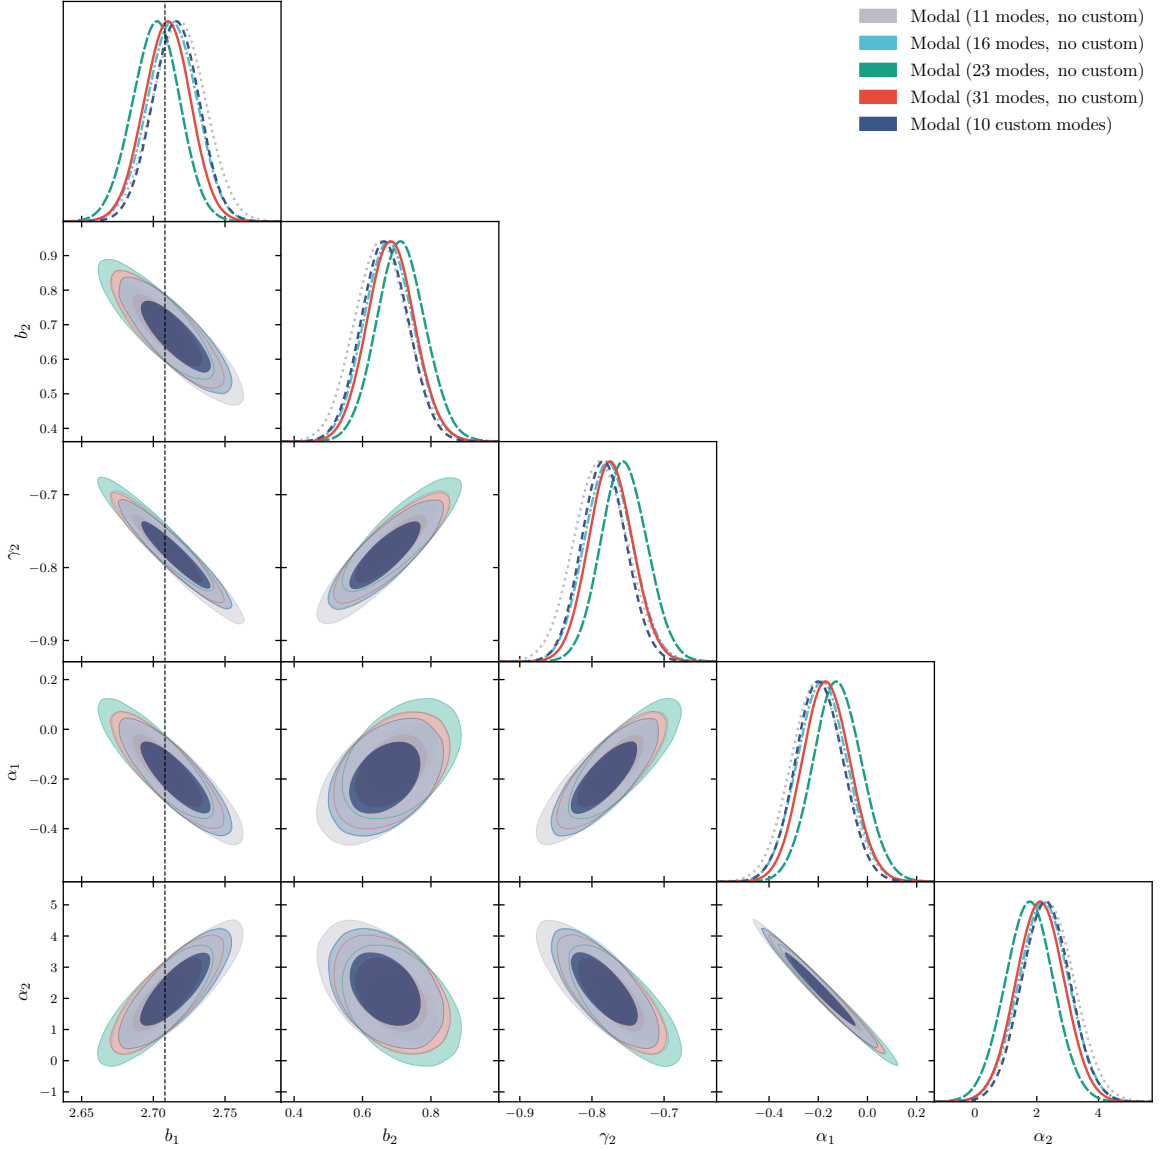 Modal (11 modes, no custom)
Modal (16 modes, no custom)
Modal (23 modes, no custom)
Modal (31 modes, no custom)
Modal (10 custom modes)
0.9
0.8
0.7
0.6
0.5
0.4
b₂
−0.7
−0.8
−0.9
γ₂
0.2
0.0
−0.2
−0.4
α₁
5
4
3
2
1
0
−1
α₂
2.65 2.70 2.75 0.4 0.6 0.8 −0.9 −0.8 −0.7 −0.4 −0.2 0.0 0.2 0 2 4
b₁ b₂ γ₂ α₁ α₂